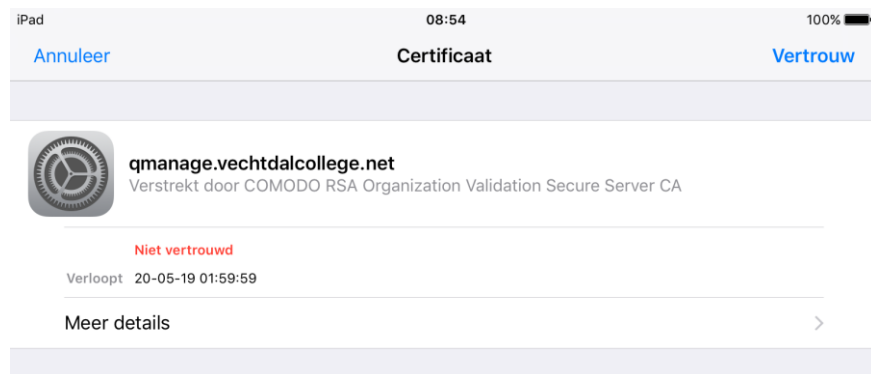 iPad 08:54 100%
Annuleer Certificaat Vertrouw
qmanage.vechtdalcollege.net
Verstrekt door COMODO RSA Organization Validation Secure Server CA
Niet vertrouwd
Verloopt 20-05-19 01:59:59
Meer details